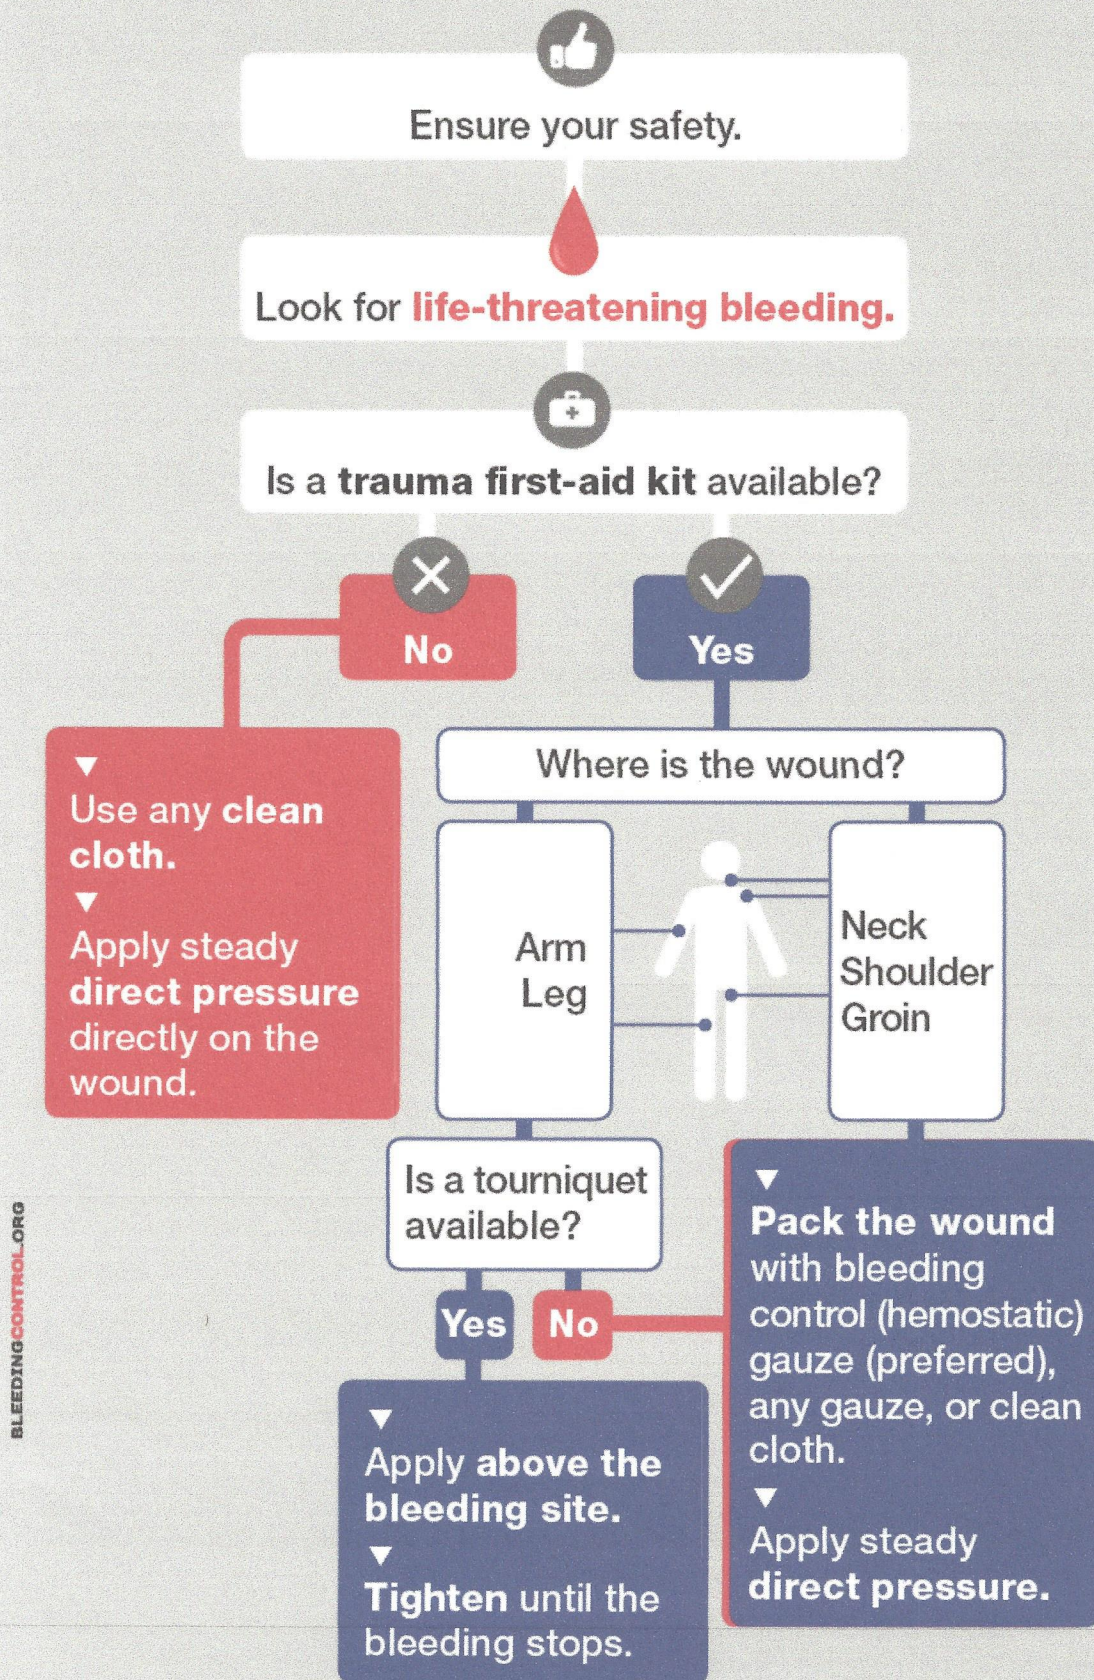 Ensure your safety.
Look for life-threatening bleeding.
Is a trauma first-aid kit available?
No
Yes
▼
Use any clean
cloth.
▼
Apply steady
direct pressure
directly on the
wound.
Where is the wound?
Arm
Leg
Neck
Shoulder
Groin
Is a tourniquet
available?
Yes
No
▼
Apply above the
bleeding site.
▼
Tighten until the
bleeding stops.
▼
Pack the wound
with bleeding
control (hemostatic)
gauze (preferred),
any gauze, or clean
cloth.
▼
Apply steady
direct pressure.
BLEEDINGCONTROL.ORG